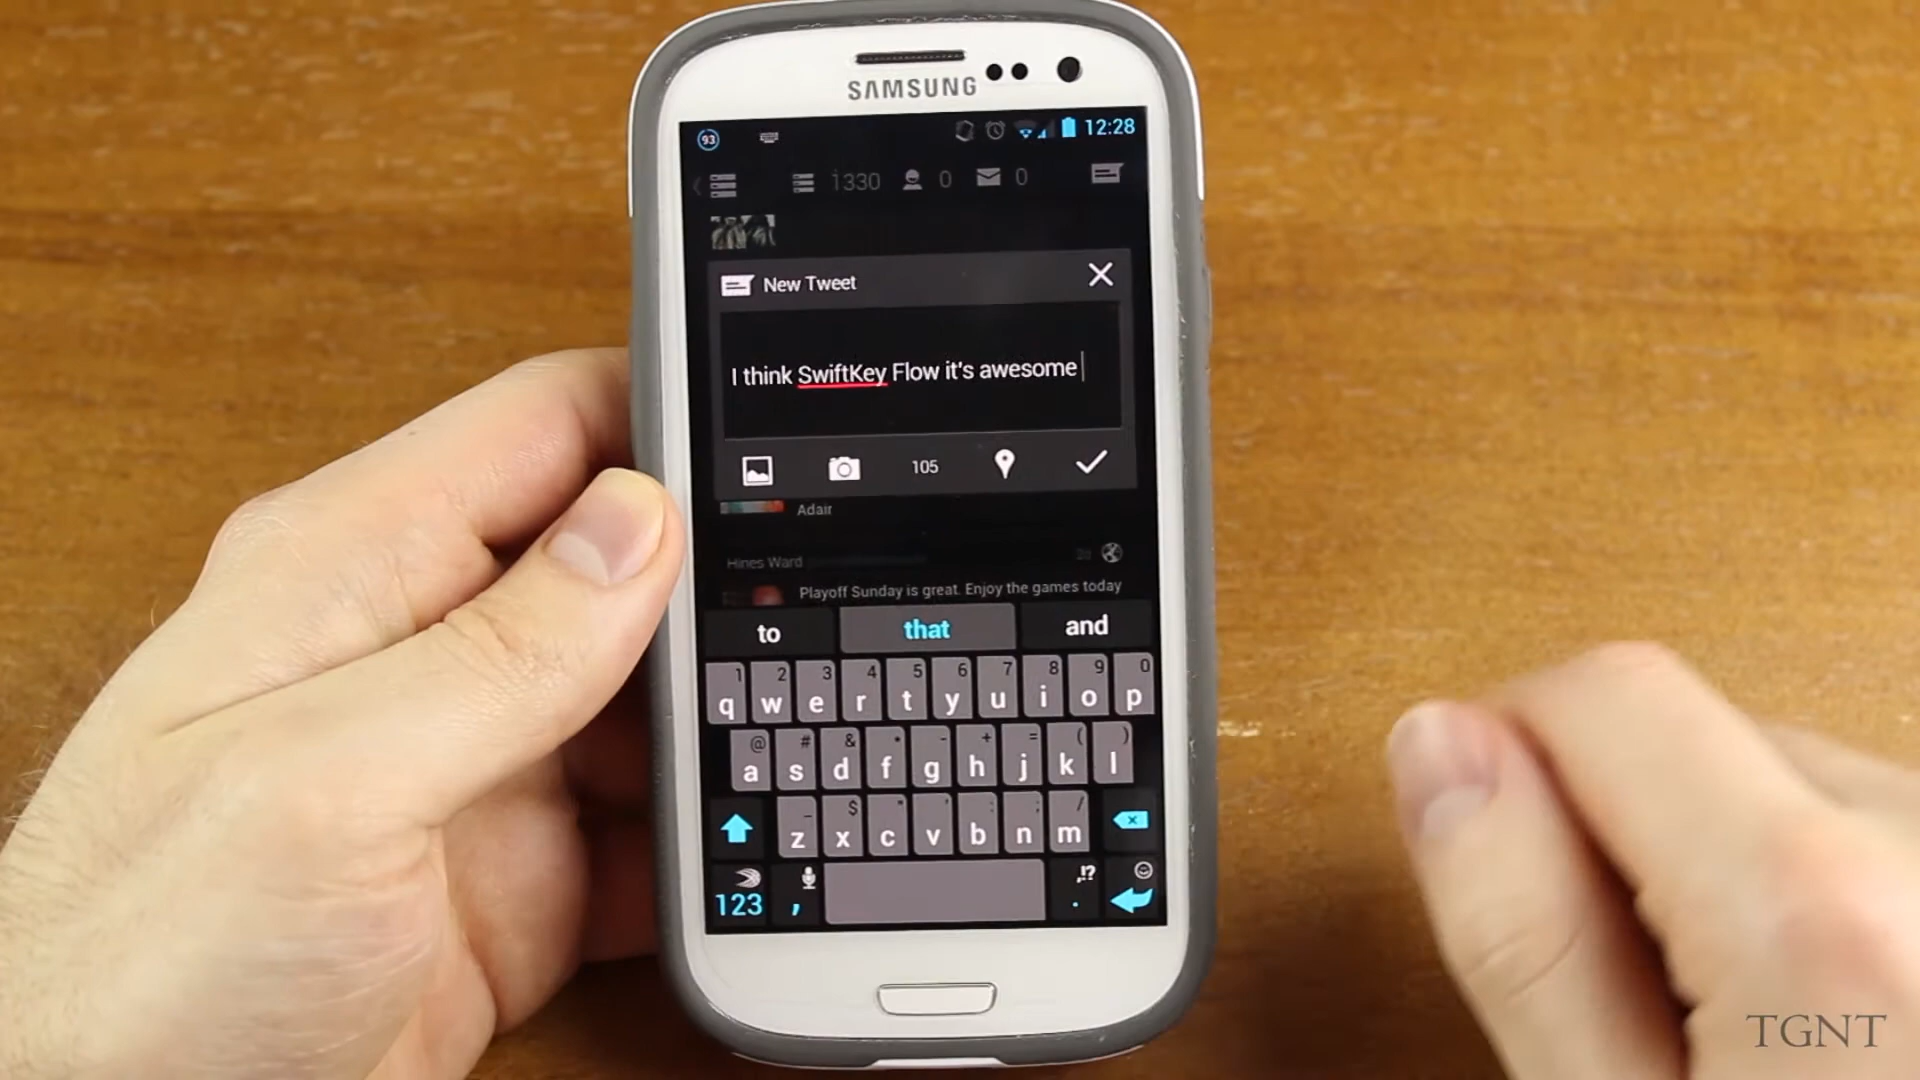 SAMSUNG
93 12:28
1330 0 0
New Tweet
I think SwiftKey Flow it's awesome
105
Adair
Hines Ward
Playoff Sunday is great. Enjoy the games today
to that and
1 2 3 4 5 6 7 8 9 0
q w e r t y u i o p
@ # & * - + = ( )
a s d f g h j k l
z x c v b n m
,!?
123 , .
TGNT